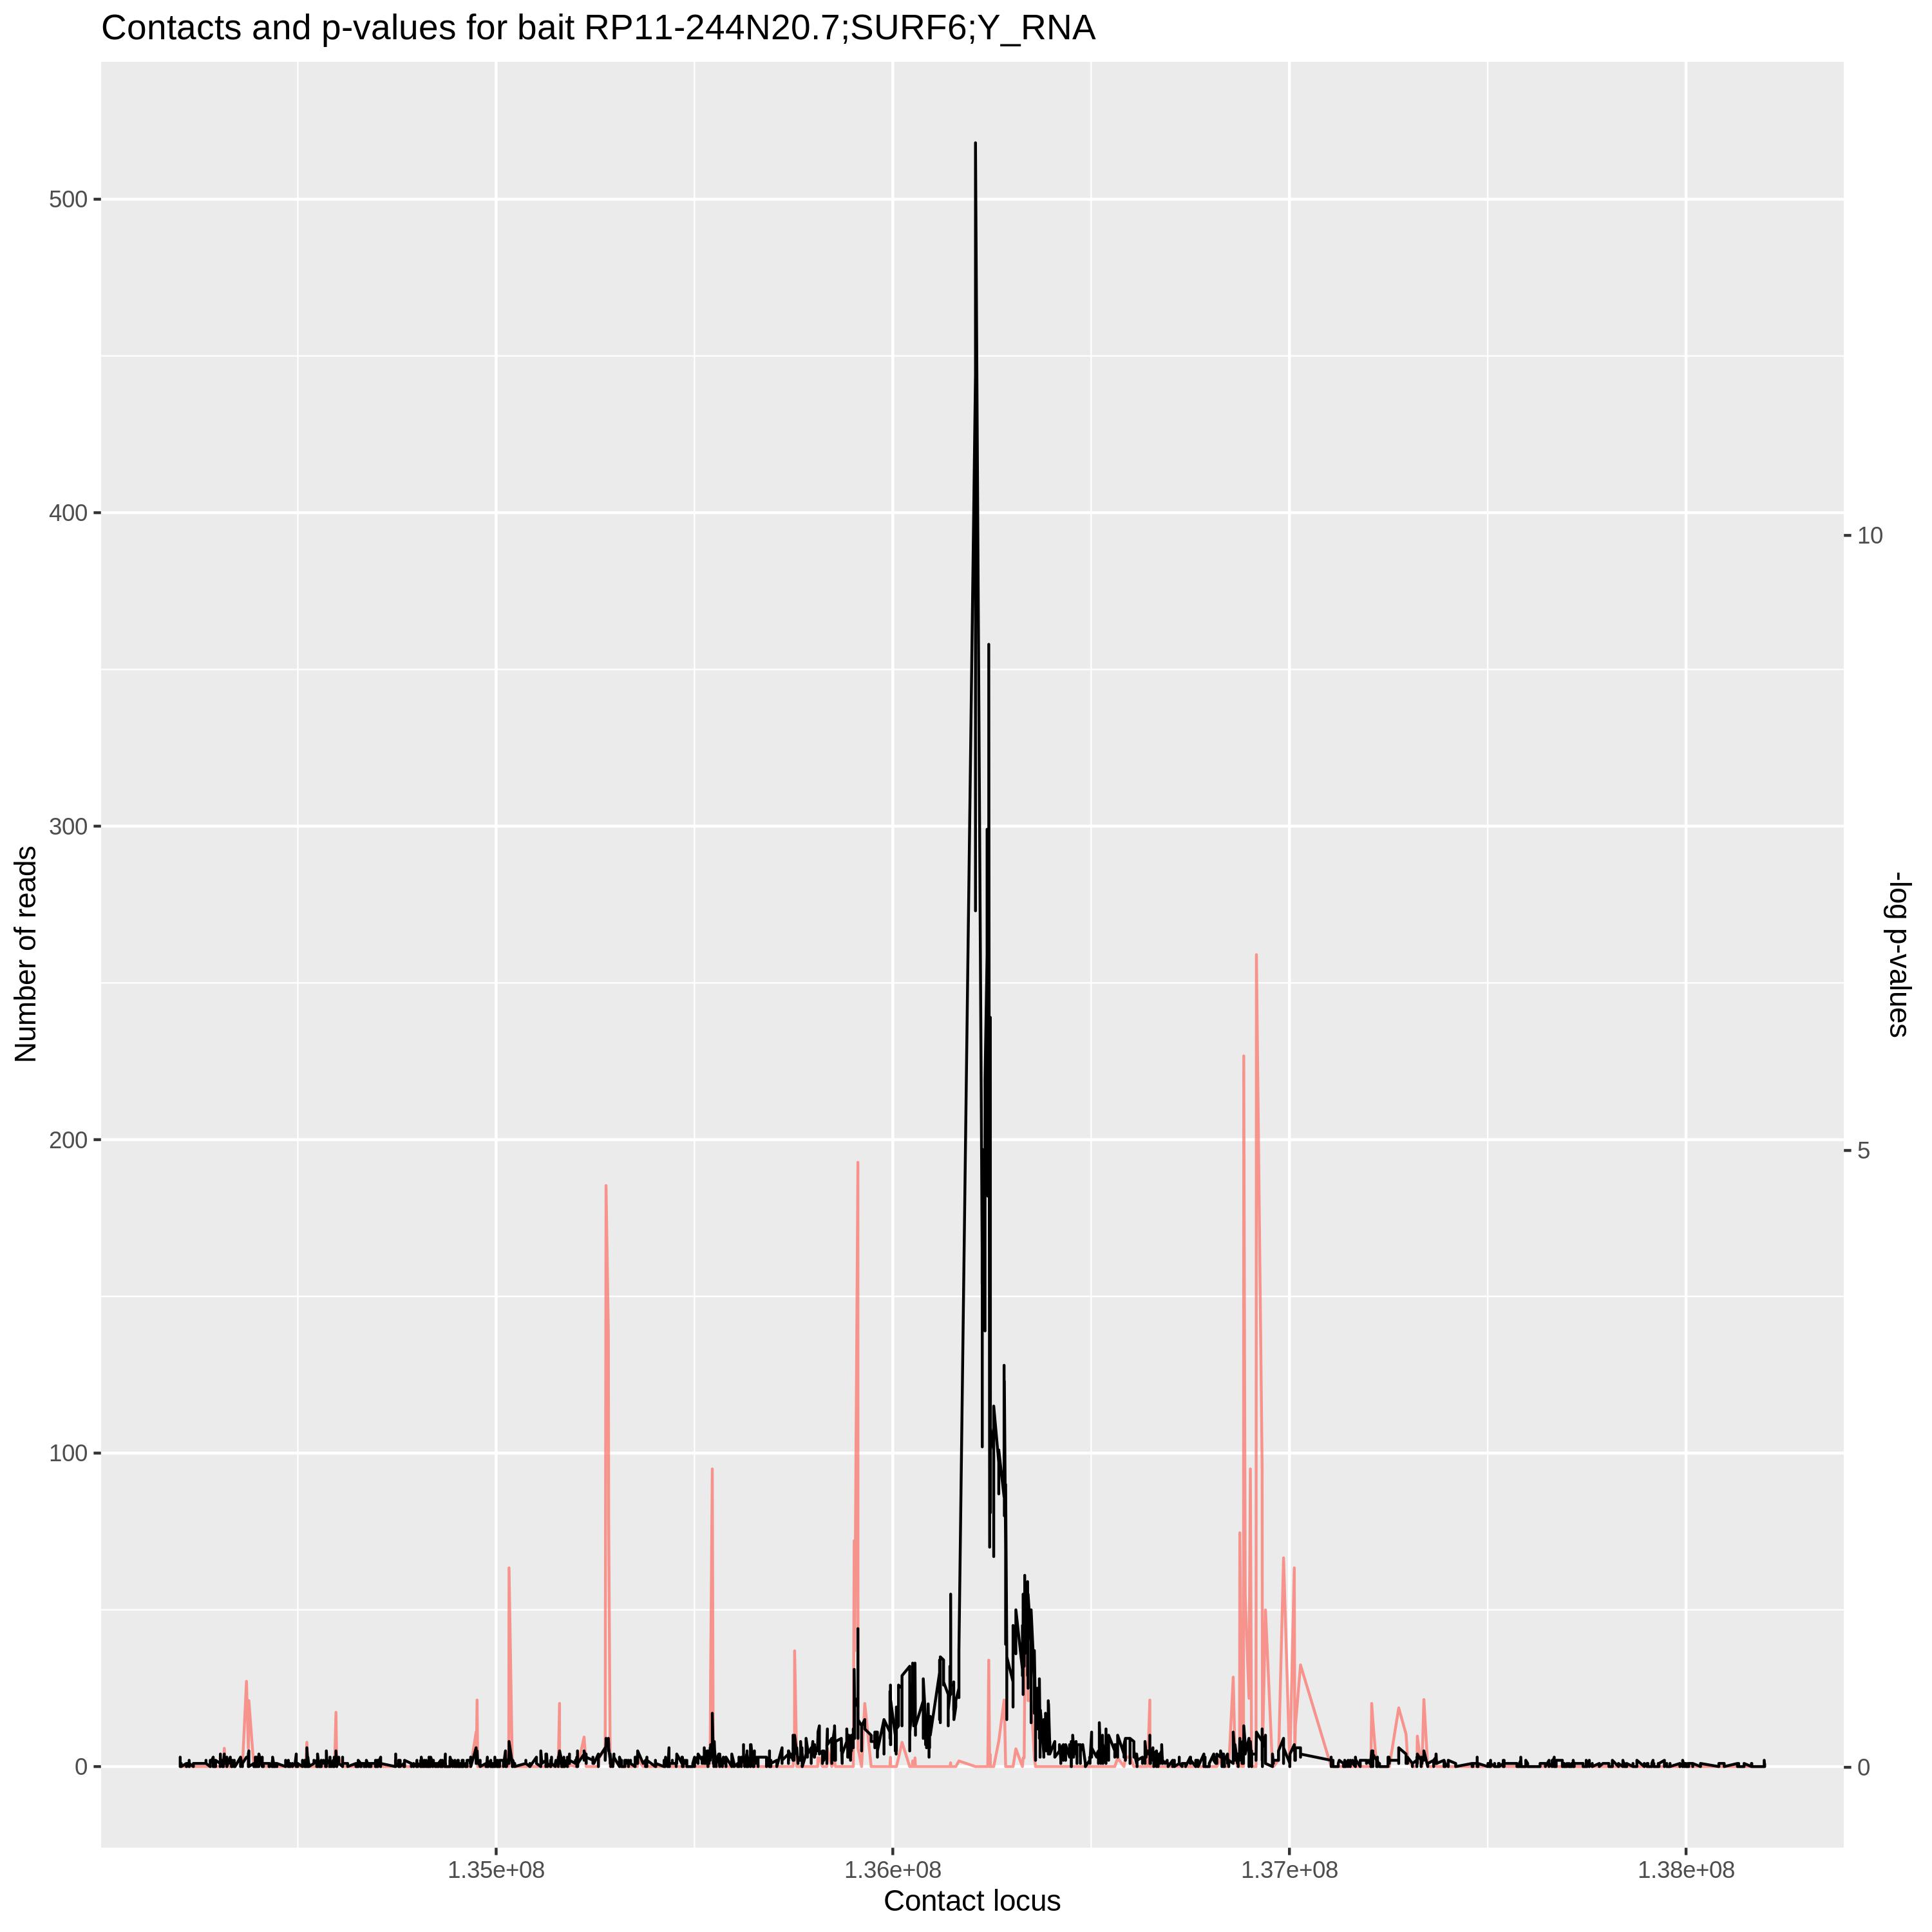 Contacts and p-values for bait RP11-244N20.7;SURF6;Y_RNA
500
400
300
200
100
0
Number of reads
10
5
0
-log p-values
1.35e+08
1.36e+08
1.37e+08
1.38e+08
Contact locus